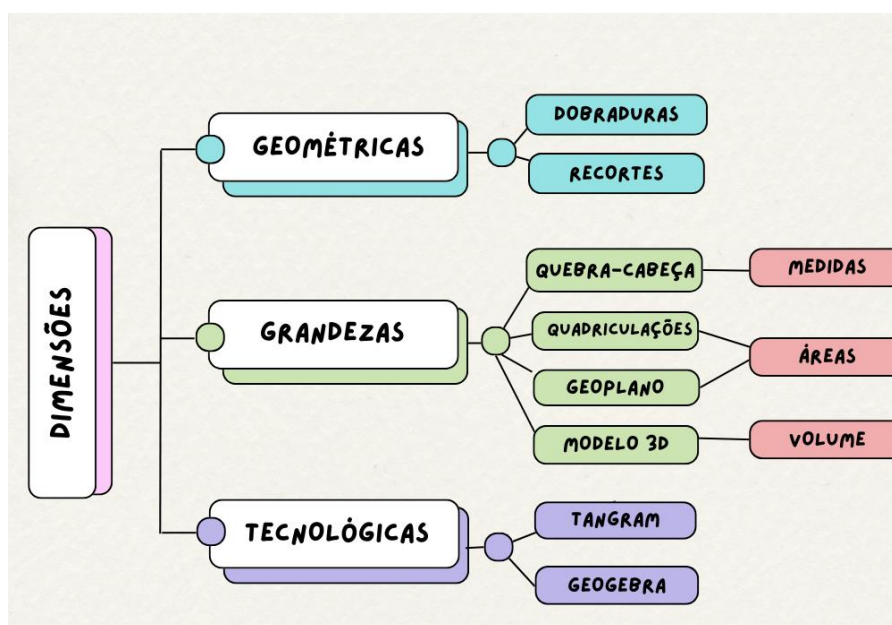 DIMENSÕES
GEOMÉTRICAS
DOBRADURAS
RECORTES
GRANDEZAS
QUEBRA-CABEÇA
MEDIDAS
QUADRICULAÇÕES
GEOPLANO
ÁREAS
MODELO 3D
VOLUME
TECNOLÓGICAS
TANGRAM
GEOGEBRA